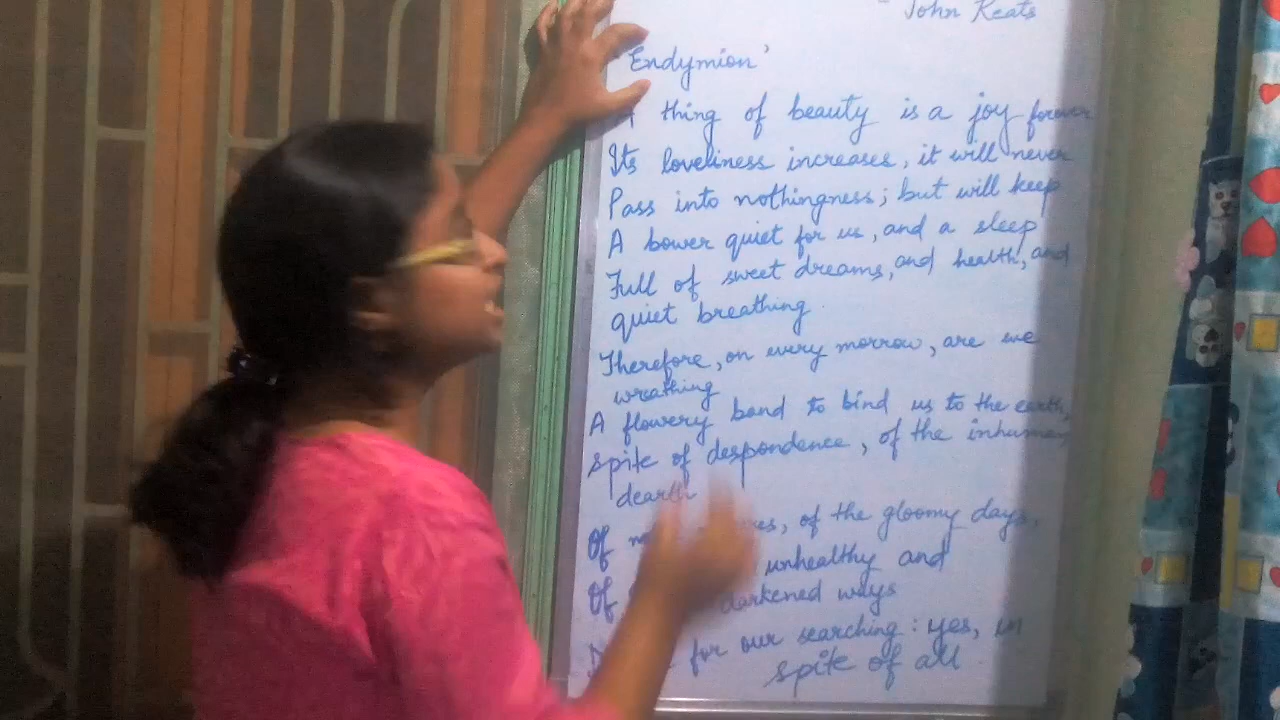 - John Keats
'Endymion'
thing of beauty is a joy forever
Its loveliness increases, it will never
Pass into nothingness; but will keep
A bower quiet for us, and a sleep
Full of sweet dreams, and health, and
quiet breathing.
Therefore, on every morrow, are we
wreathing
A flowery band to bind us to the earth,
Spite of despondence, of the inhuman
dearth
Of of the gloomy days.
Of unhealthy and
darkened ways
for our searching: yes, in
spite of all